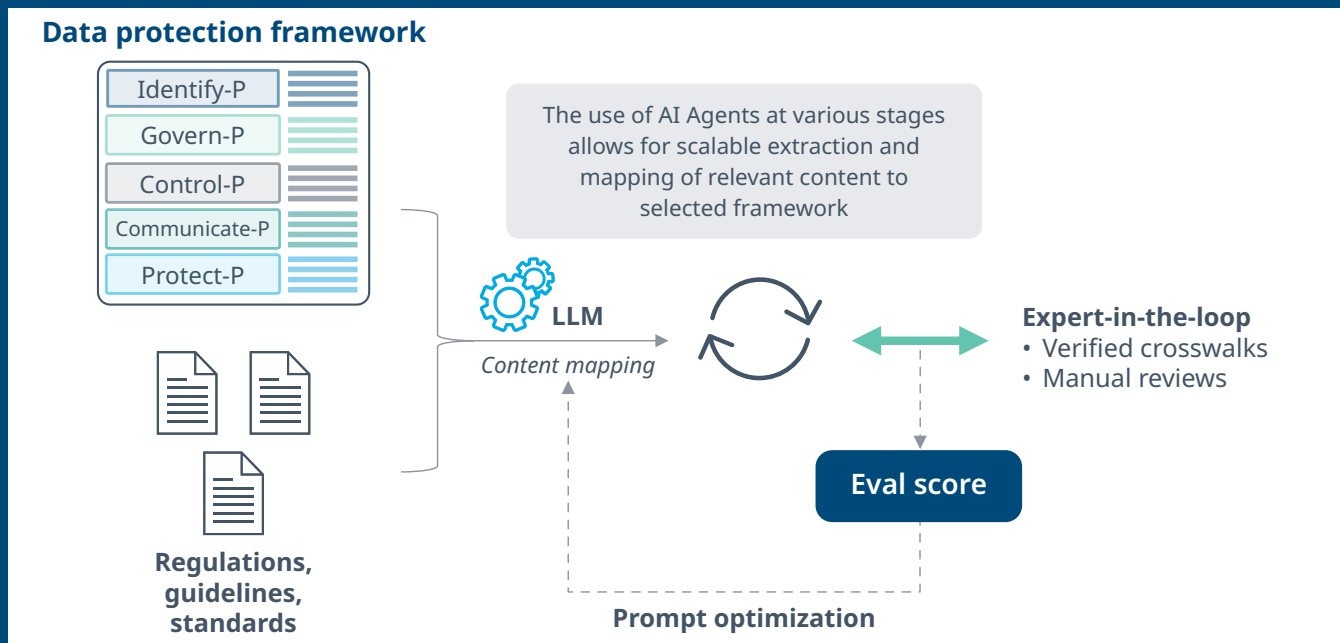 Data protection framework
Identify-P
Govern-P
Control-P
Communicate-P
Protect-P
The use of AI Agents at various stages
allows for scalable extraction and
mapping of relevant content to
selected framework
LLM
Content mapping
Expert-in-the-loop
• Verified crosswalks
• Manual reviews
Eval score
Regulations,
guidelines,
standards
Prompt optimization